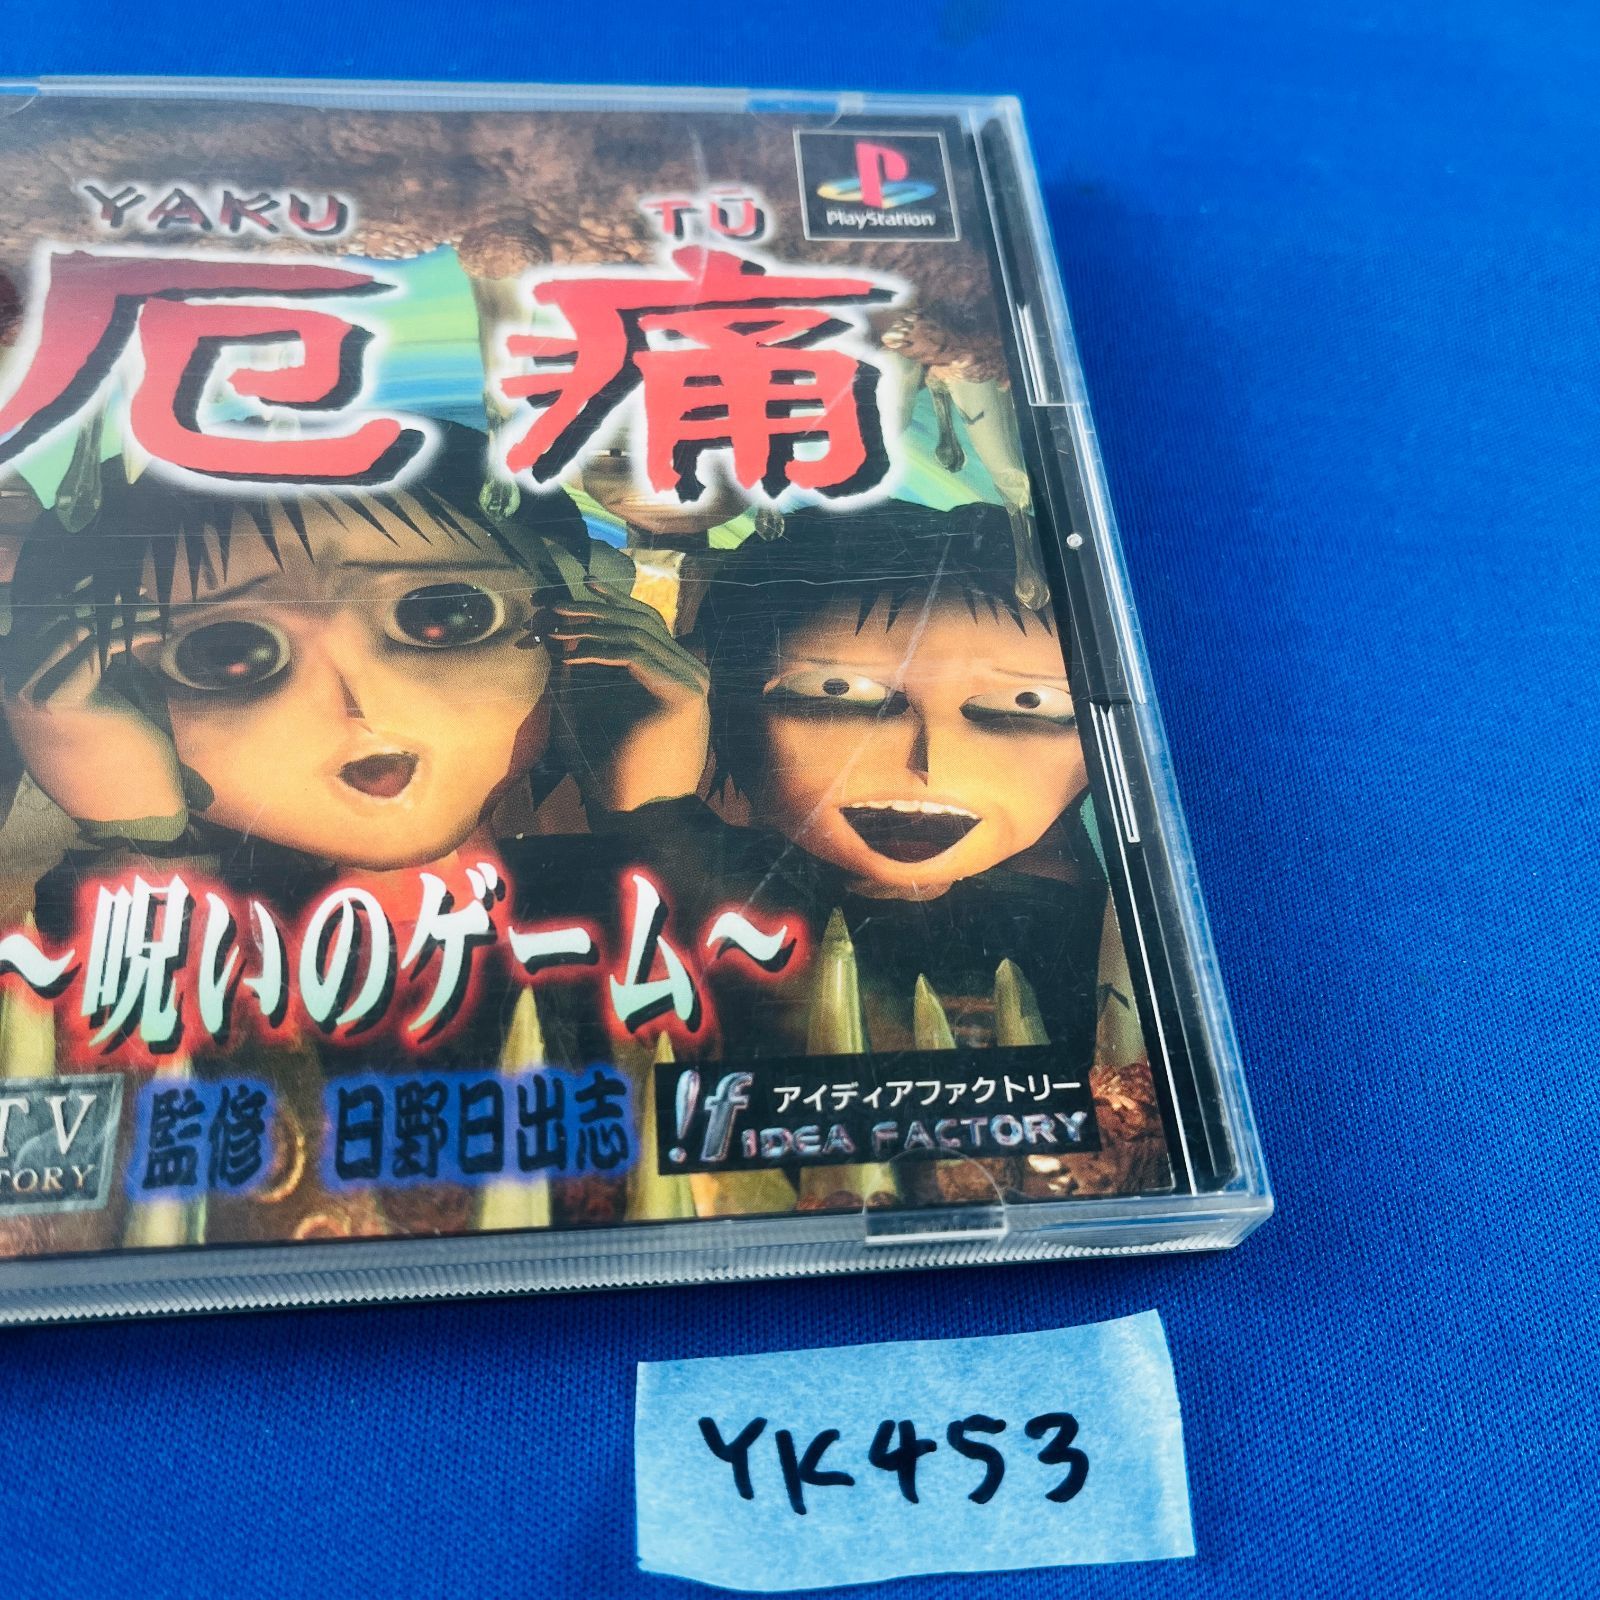 YAKU TŪ
PlayStation
厄痛
～呪いのゲーム～
TV
TORY
監修 日野日出志
!f アイディアファクトリー
IDEA FACTORY
YK453